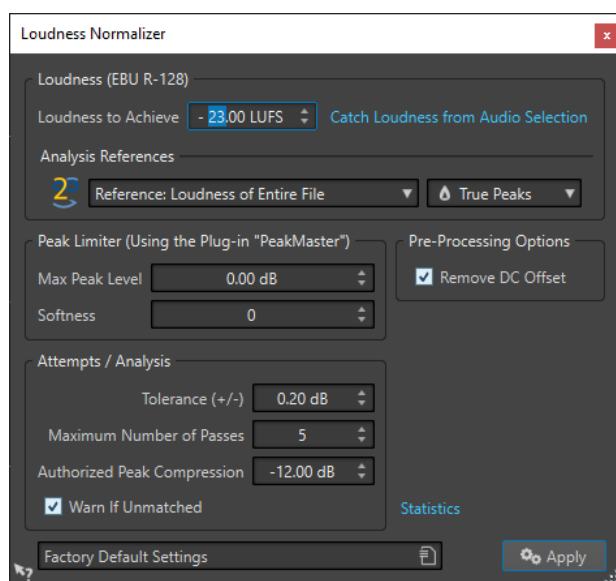 Loudness Normalizer
x
Loudness (EBU R-128)
Loudness to Achieve - 23.00 LUFS Catch Loudness from Audio Selection
Analysis References
2 Reference: Loudness of Entire File True Peaks
Peak Limiter (Using the Plug-in "PeakMaster") Pre-Processing Options
Max Peak Level 0.00 dB Remove DC Offset
Softness 0
Attempts / Analysis
Tolerance (+/-) 0.20 dB
Maximum Number of Passes 5
Authorized Peak Compression -12.00 dB
Warn If Unmatched Statistics
Factory Default Settings Apply
?